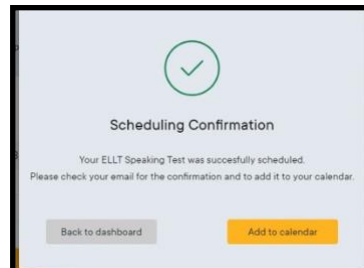 Scheduling Confirmation
Your ELLT Speaking Test was succesfully scheduled.
Please check your email for the confirmation and to add it to your calendar.
Back to dashboard
Add to calendar